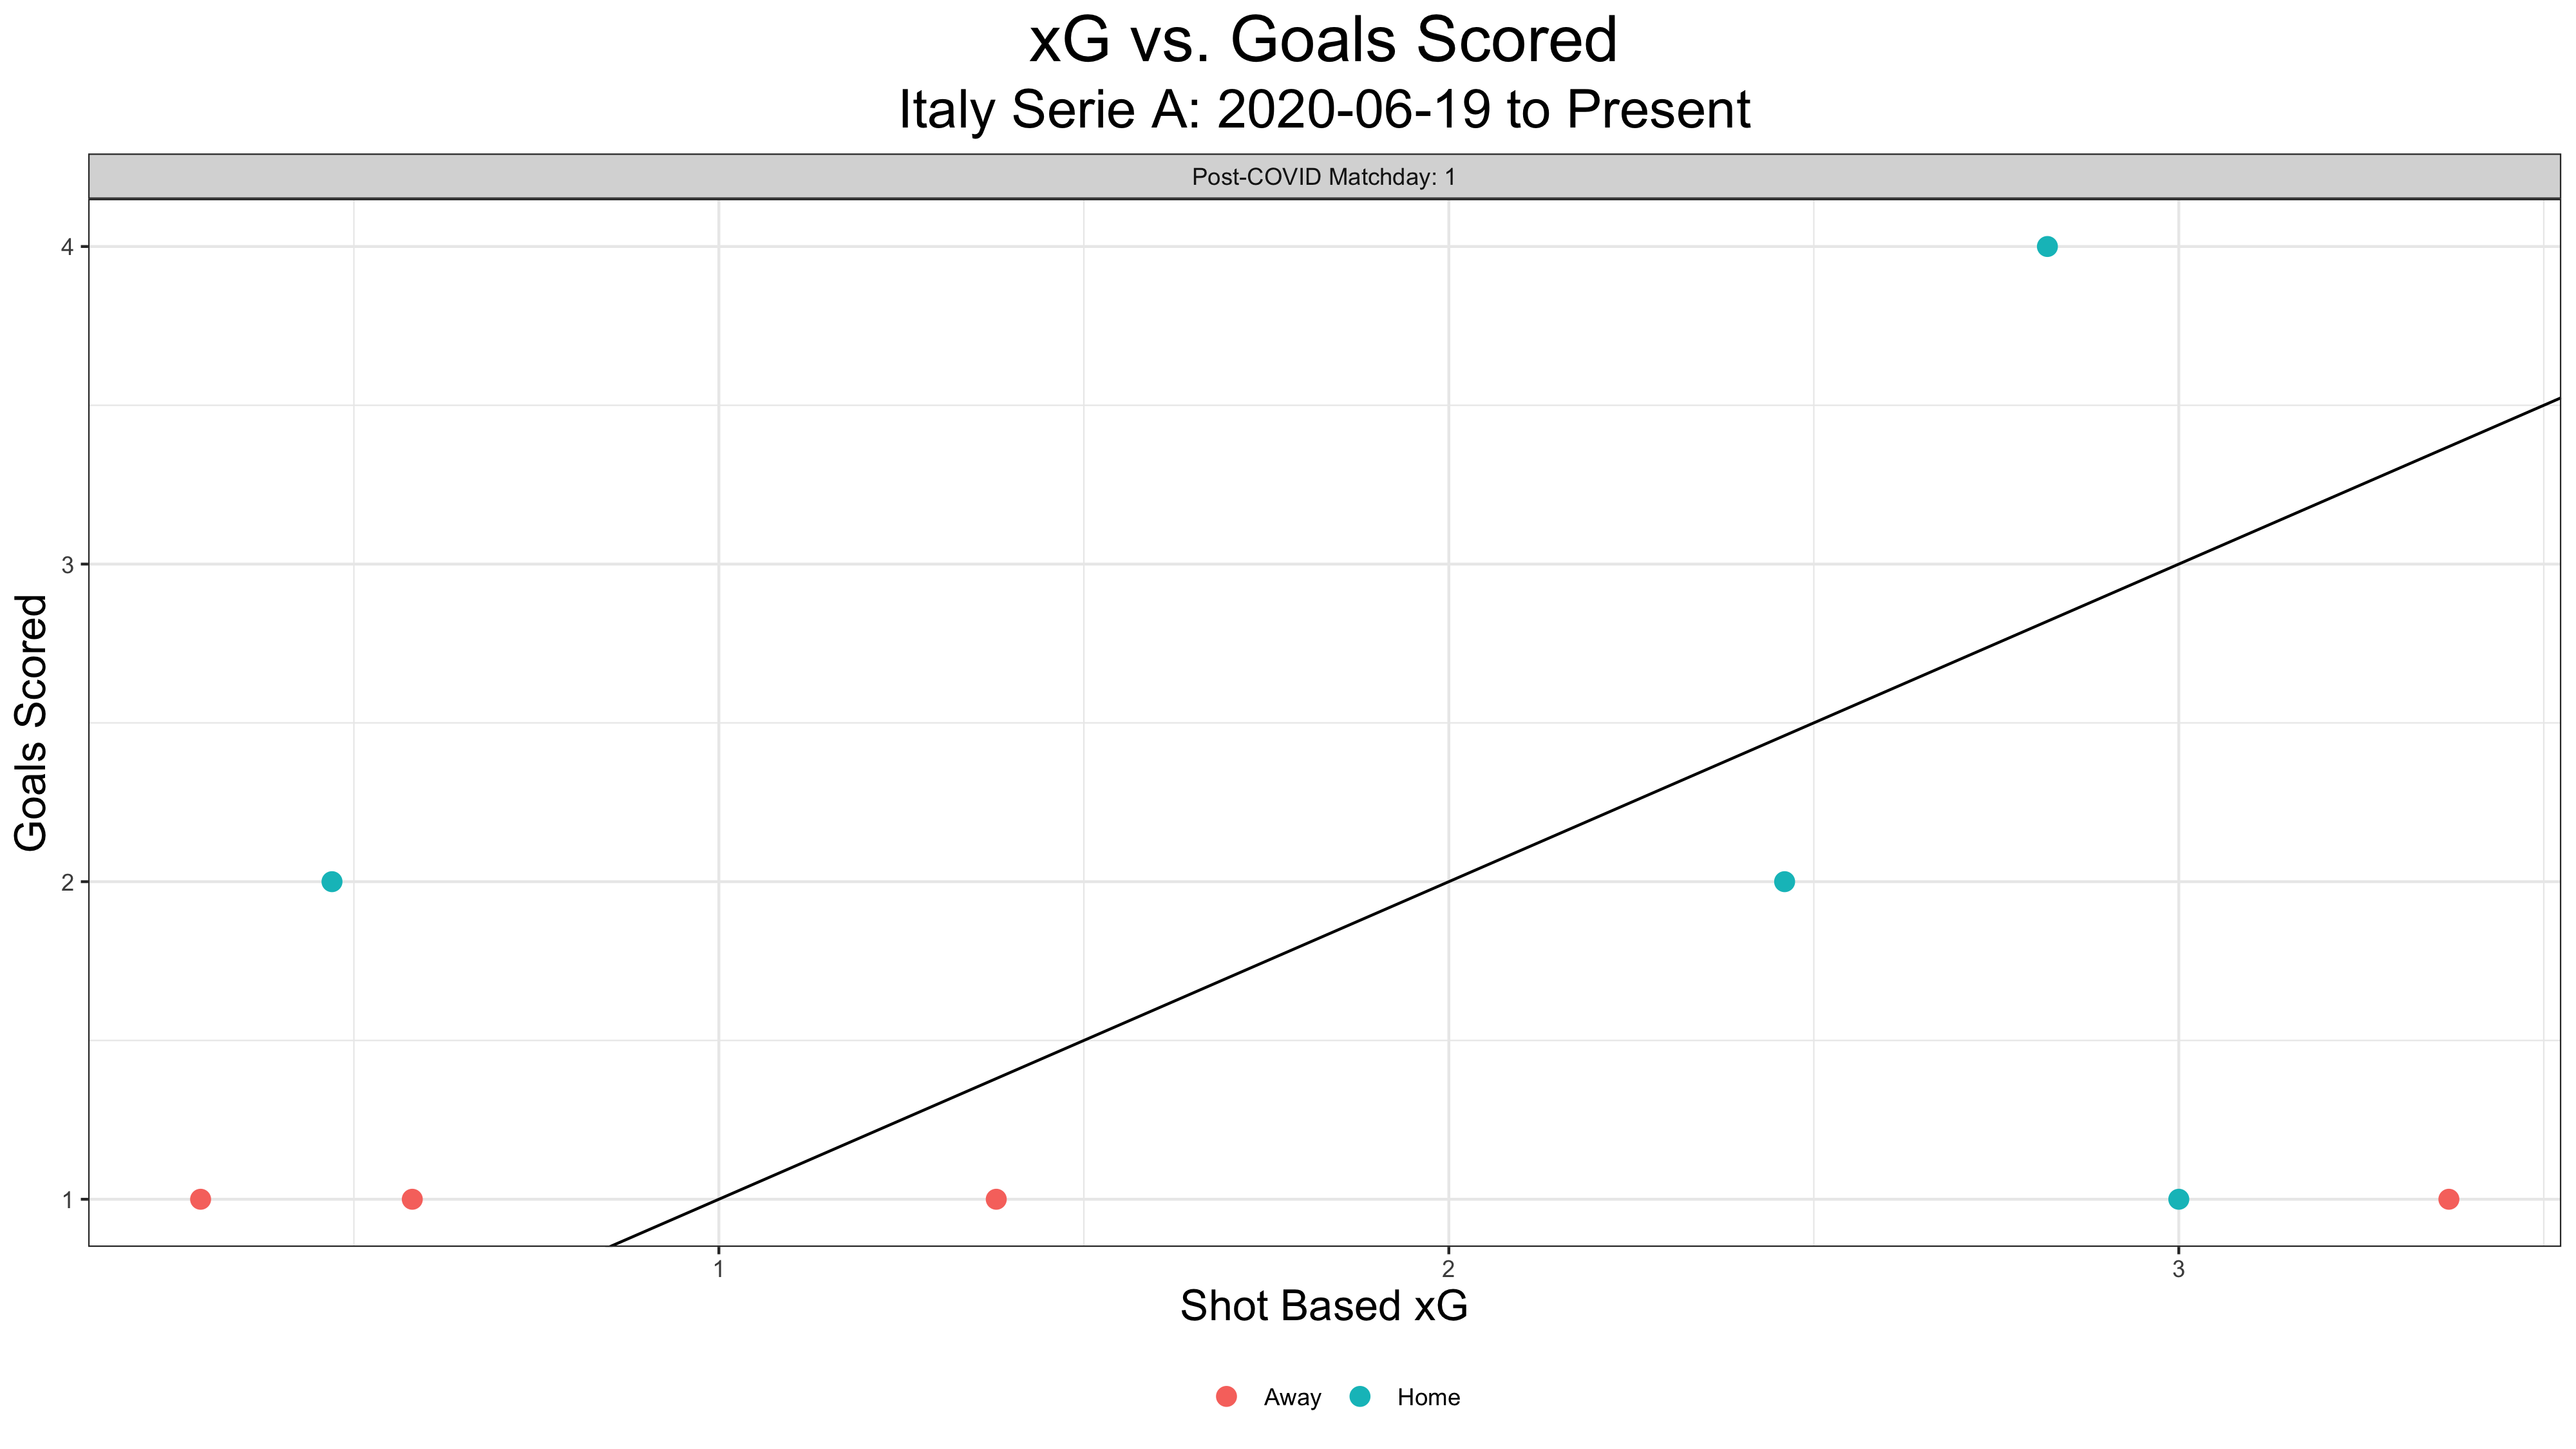 xG vs. Goals Scored
Italy Serie A: 2020-06-19 to Present
Post-COVID Matchday: 1
4
3
2
1
Goals Scored
1
2
3
Shot Based xG
Away
Home